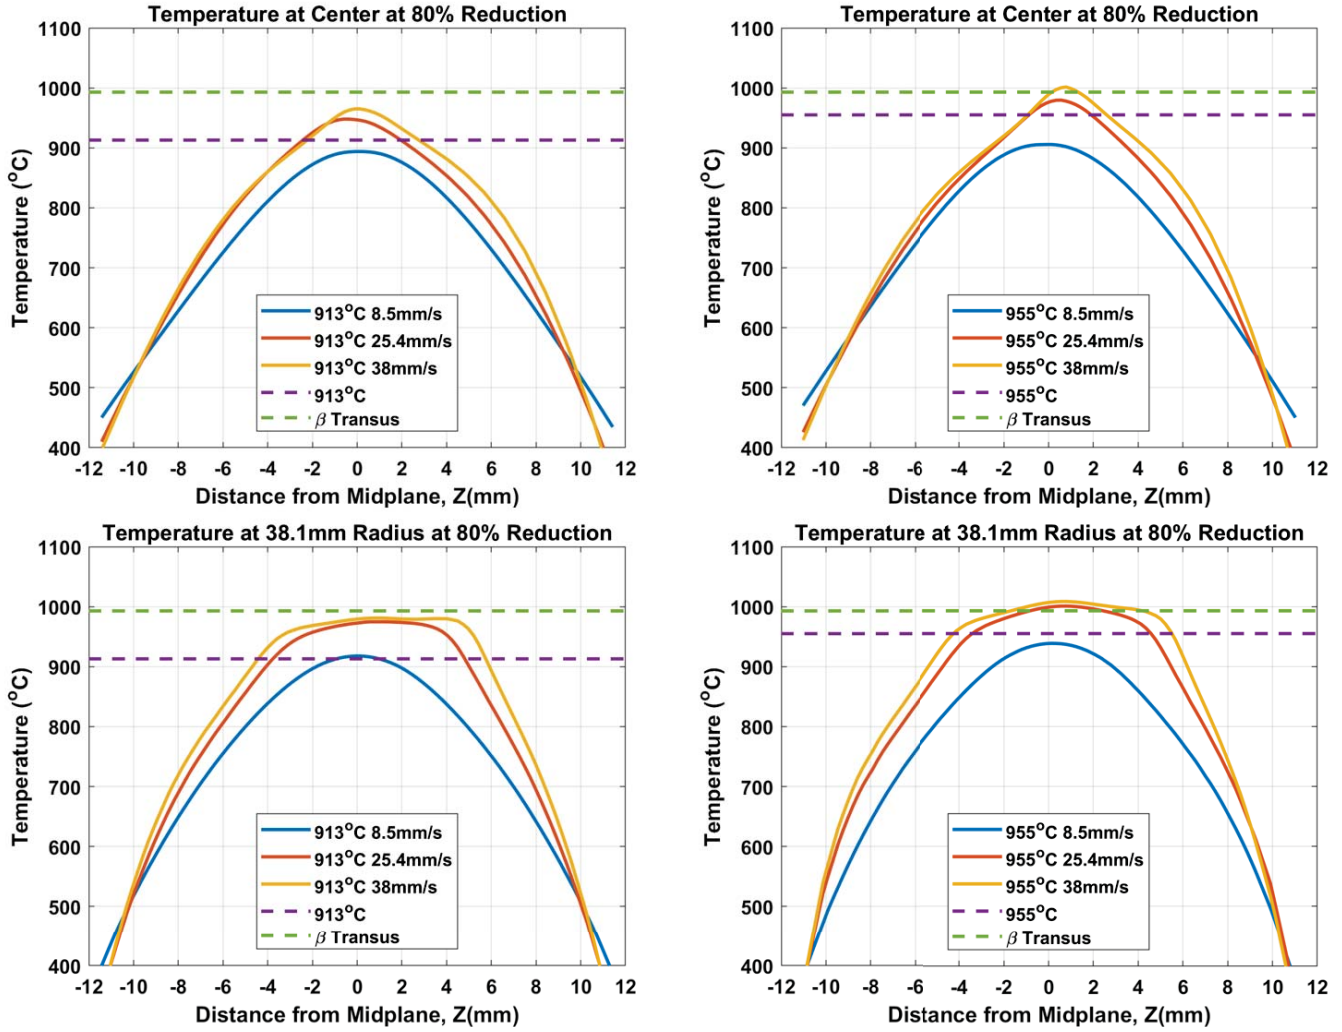 Temperature at Center at 80% Reduction
1100
1000
900
800
700
600
500
400
Temperature (°C)
913°C 8.5mm/s
913°C 25.4mm/s
913°C 38mm/s
913°C
β Transus
-12 -10 -8 -6 -4 -2 0 2 4 6 8 10 12
Distance from Midplane, Z(mm)
Temperature at Center at 80% Reduction
1100
1000
900
800
700
600
500
400
Temperature (°C)
955°C 8.5mm/s
955°C 25.4mm/s
955°C 38mm/s
955°C
β Transus
-12 -10 -8 -6 -4 -2 0 2 4 6 8 10 12
Distance from Midplane, Z(mm)
Temperature at 38.1mm Radius at 80% Reduction
1100
1000
900
800
700
600
500
400
Temperature (°C)
913°C 8.5mm/s
913°C 25.4mm/s
913°C 38mm/s
913°C
β Transus
-12 -10 -8 -6 -4 -2 0 2 4 6 8 10 12
Distance from Midplane, Z(mm)
Temperature at 38.1mm Radius at 80% Reduction
1100
1000
900
800
700
600
500
400
Temperature (°C)
955°C 8.5mm/s
955°C 25.4mm/s
955°C 38mm/s
955°C
β Transus
-12 -10 -8 -6 -4 -2 0 2 4 6 8 10 12
Distance from Midplane, Z(mm)